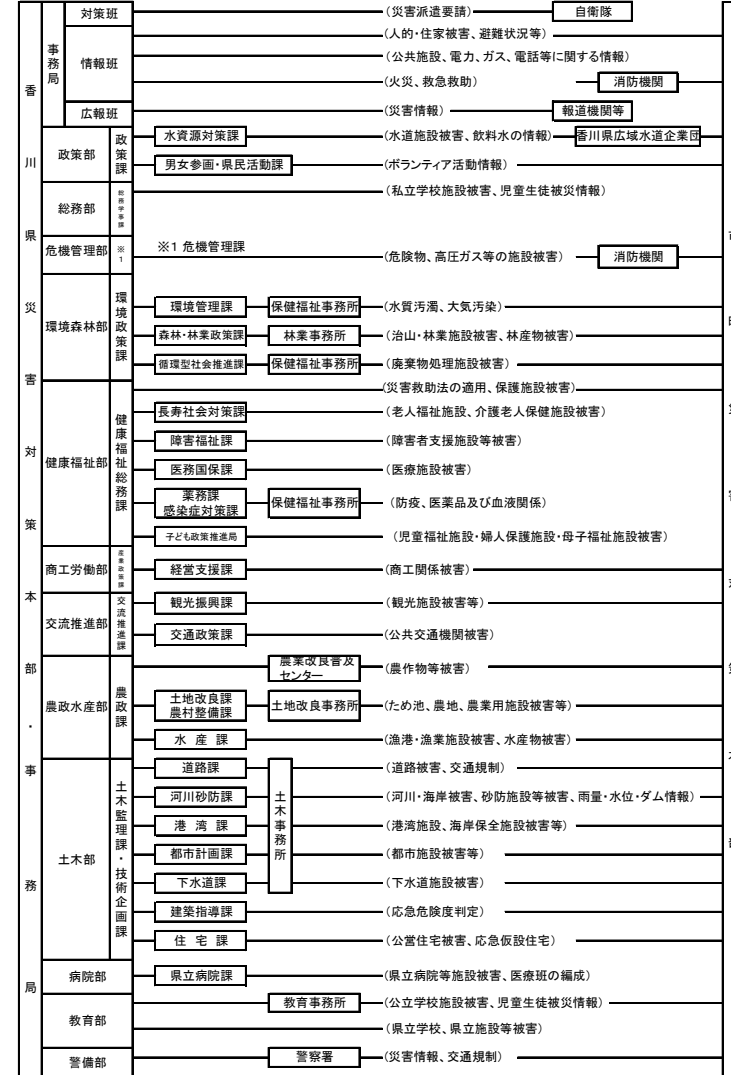 香川県災害対策本部・事務局
事務局
対策班
(災害派遣要請)
自衛隊
情報班
(人的・住家被害、避難状況等)
(公共設、電力、ガス、電話等に関する情報)
(火災、救急救助)
消防機関
広報班
(災害情報)
報道機関等
政策部
政策課
水資源対策課
(水道施設被害、飲料水の情報)
香川県広域水道企業団
男女参画・県民活動課
(ボランティア活動情報)
総務部
総務学事課
(私立学校施設被害、児童生徒被災情報)
危機管理部
※1
※1 危機管理課
(危険物、高圧ガス等の施設被害)
消防機関
環境森林部
環境政策課
環境管理課
保健福祉事務所
(水質汚濁、大気汚染)
森林・林業政策課
林業事務所
(治山・林業施設被害、林産物被害)
循環型社会推進課
保健福祉事務所
(廃棄物処理施設被害)
健康福祉部
健康福祉総務課
(災害救助法の適用、保護施設被害)
長寿社会対策課
(老人福祉施設、介護老人保健施設被害)
障害福祉課
(障害者支援施設等被害)
医務国保課
(医療施設被害)
薬務課
感染症対策課
保健福祉事務所
(防疫、医薬品及び血液関係)
子ども政策推進局
(児童福祉施設・婦人保護施設・母子福祉施設被害)
商工労働部
産業政策課
経営支援課
(商工関係被害)
交流推進部
交流推進課
観光振興課
(観光施設被害等)
交通政策課
(公共交通機関被害)
農政水産部
農政課
農業改良普及
センター
(農作物等被害)
土地改良課
農村整備課
土地改良事務所
(ため池、農地、農業用施設被害等)
水 産 課
(漁港・漁業施設被害、水産物被害)
土木部
土木監理課・技術企画課
道路課
土木事務所
(道路被害、交通規制)
河川砂防課
(河川・海岸被害、砂防施設等被害、雨量・水位・ダム情報)
港 湾 課
(港湾施設、海岸保全施設被害等)
都市計画課
(都市施設被害等)
下水道課
(下水道施設被害)
建築指導課
(応急危険度判定)
住 宅 課
(公営住宅被害、応急仮設住宅)
病院部
県立病院課
(県立病院等施設被害、医療班の編成)
教育部
教育事務所
(公立学校施設被害、児童生徒被災情報)
(県立学校、県立施設等被害)
警備部
警察署
(災害情報、交通規制)